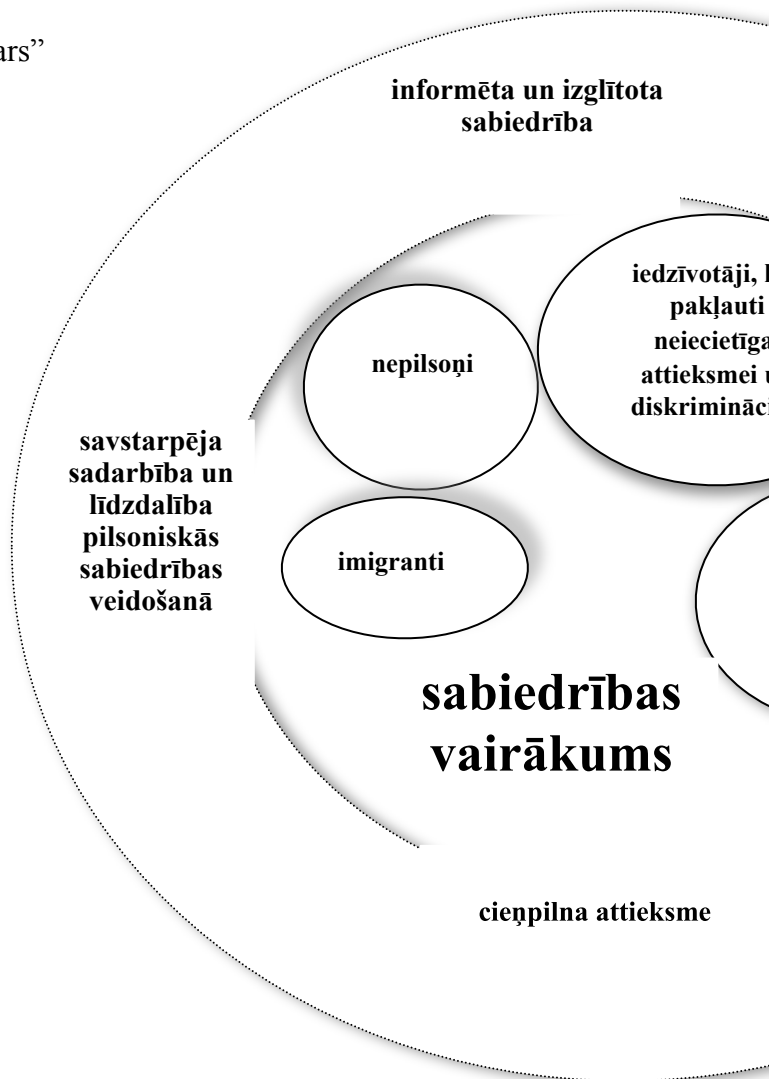 ars”
informēta un izglītota
sabiedrība
iedzīvotāji,
pakļauti
neiecietīga
attieksmei
diskrimināci
nepilsoņi
savstarpēja
sadarbība un
līdzdalība
pilsoniskās
sabiedrības
veidošanā
imigranti
sabiedrības
vairākums
cieņpilna attieksme